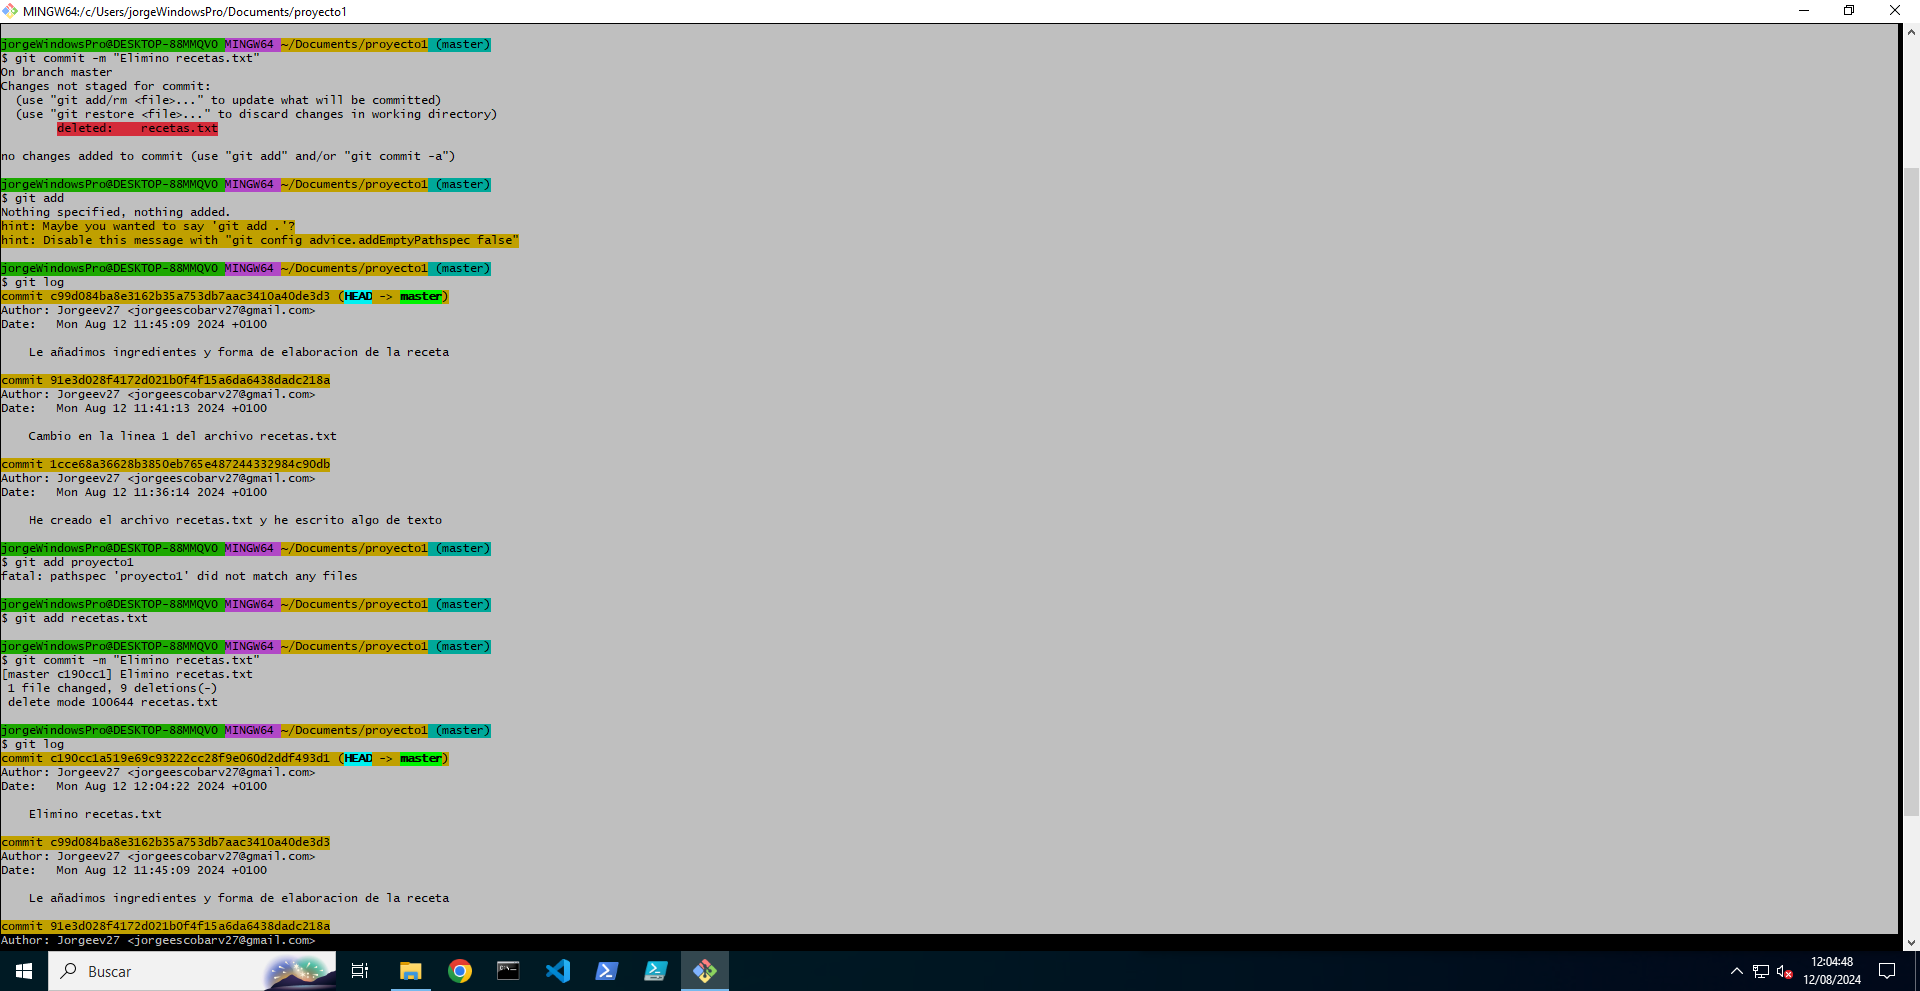 MINGW64:/c/Users/jorgeWindowsPro/Documents/proyecto1
jorgeWindowsPro@DESKTOP-88MMQVO MINGW64 ~/Documents/proyecto1 (master)
$ git commit -m "Elimino recetas.txt"
On branch master
Changes not staged for commit:
  (use "git add/rm <file>..." to update what will be committed)
  (use "git restore <file>..." to discard changes in working directory)
        deleted:    recetas.txt
no changes added to commit (use "git add" and/or "git commit -a")
jorgeWindowsPro@DESKTOP-88MMQVO MINGW64 ~/Documents/proyecto1 (master)
$ git add
Nothing specified, nothing added.
hint: Maybe you wanted to say 'git add .'?
hint: Disable this message with "git config advice.addEmptyPathspec false"
jorgeWindowsPro@DESKTOP-88MMQVO MINGW64 ~/Documents/proyecto1 (master)
$ git log
commit c99d084ba8e3162b35a753db7aac3410a40de3d3 (HEAD -> master)
Author: Jorgeev27 <jorgeescobarv27@gmail.com>
Date:   Mon Aug 12 11:45:09 2024 +0100
    Le añadimos ingredientes y forma de elaboracion de la receta
commit 91e3d028f4172d021b0f4f15a6da6438dadc218a
Author: Jorgeev27 <jorgeescobarv27@gmail.com>
Date:   Mon Aug 12 11:41:13 2024 +0100
    Cambio en la linea 1 del archivo recetas.txt
commit 1cce68a36628b3850eb765e487244332984c90db
Author: Jorgeev27 <jorgeescobarv27@gmail.com>
Date:   Mon Aug 12 11:36:14 2024 +0100
    He creado el archivo recetas.txt y he escrito algo de texto
jorgeWindowsPro@DESKTOP-88MMQVO MINGW64 ~/Documents/proyecto1 (master)
$ git add proyecto1
fatal: pathspec 'proyecto1' did not match any files
jorgeWindowsPro@DESKTOP-88MMQVO MINGW64 ~/Documents/proyecto1 (master)
$ git add recetas.txt
jorgeWindowsPro@DESKTOP-88MMQVO MINGW64 ~/Documents/proyecto1 (master)
$ git commit -m "Elimino recetas.txt"
[master c190cc1] Elimino recetas.txt
 1 file changed, 9 deletions(-)
 delete mode 100644 recetas.txt
jorgeWindowsPro@DESKTOP-88MMQVO MINGW64 ~/Documents/proyecto1 (master)
$ git log
commit c190cc1a519e69c93222cc28f9e060d2ddf493d1 (HEAD -> master)
Author: Jorgeev27 <jorgeescobarv27@gmail.com>
Date:   Mon Aug 12 12:04:22 2024 +0100
    Elimino recetas.txt
commit c99d084ba8e3162b35a753db7aac3410a40de3d3
Author: Jorgeev27 <jorgeescobarv27@gmail.com>
Date:   Mon Aug 12 11:45:09 2024 +0100
    Le añadimos ingredientes y forma de elaboracion de la receta
commit 91e3d028f4172d021b0f4f15a6da6438dadc218a
Author: Jorgeev27 <jorgeescobarv27@gmail.com>
Buscar
12:04:48
12/08/2024